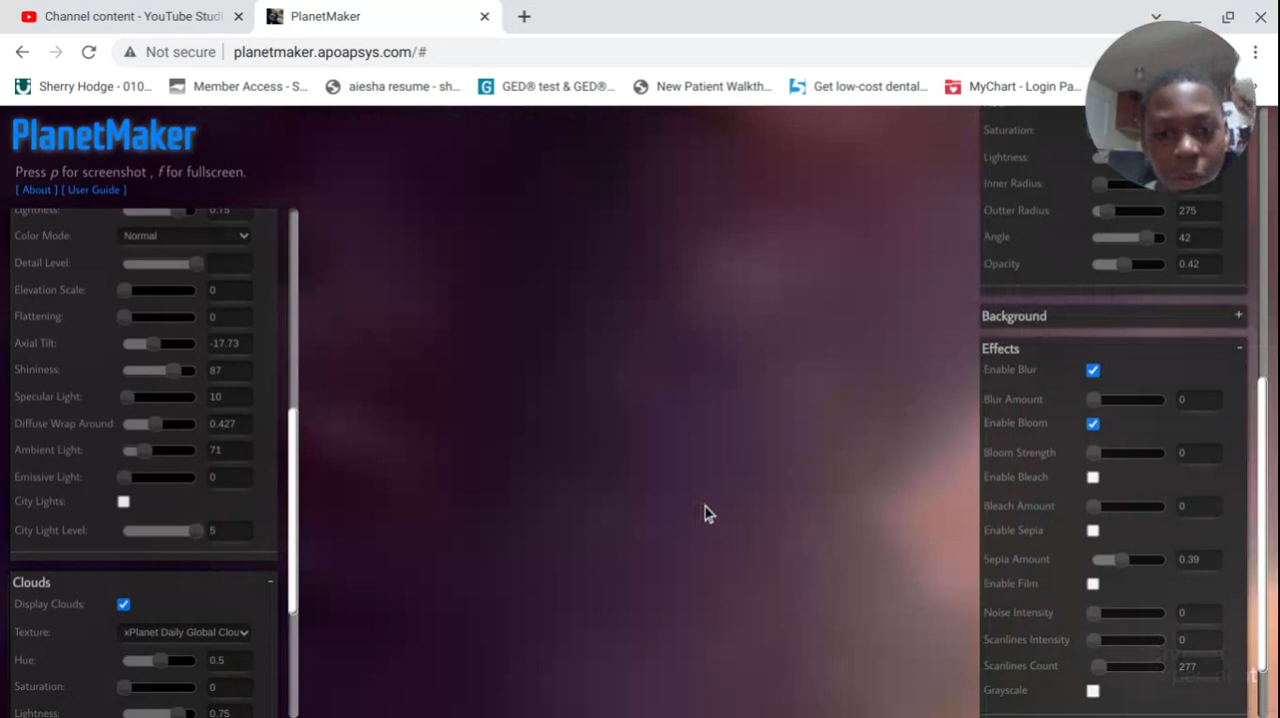 Channel content - YouTube Studi
PlanetMaker
Not secure
planetmaker.apoapsys.com/#
Sherry Hodge - 010...
Member Access - S...
aiesha resume - sh...
GED® test & GED®...
New Patient Walkth...
Get low-cost dental...
MyChart - Login Pa...
PlanetMaker
Press p for screenshot , f for fullscreen.
[ About ] [ User Guide ]
Lightness: 0.75
Color Mode: Normal
Detail Level:
Elevation Scale: 0
Flattening: 0
Axial Tilt: -17.73
Shininess: 87
Specular Light: 10
Diffuse Wrap Around: 0.427
Ambient Light: 71
Emissive Light: 0
City Lights:
City Light Level: 5
Clouds -
Display Clouds:
Texture: xPlanet Daily Global Clou
Hue: 0.5
Saturation: 0
Lightness: 0.75
Saturation:
Lightness:
Inner Radius:
Outter Radius: 275
Angle 42
Opacity 0.42
Background +
Effects -
Enable Blur
Blur Amount 0
Enable Bloom
Bloom Strength 0
Enable Bleach
Bleach Amount 0
Enable Sepia
Sepia Amount 0.39
Enable Film
Noise Intensity 0
Scanlines Intensity 0
Scanlines Count 277
Grayscale